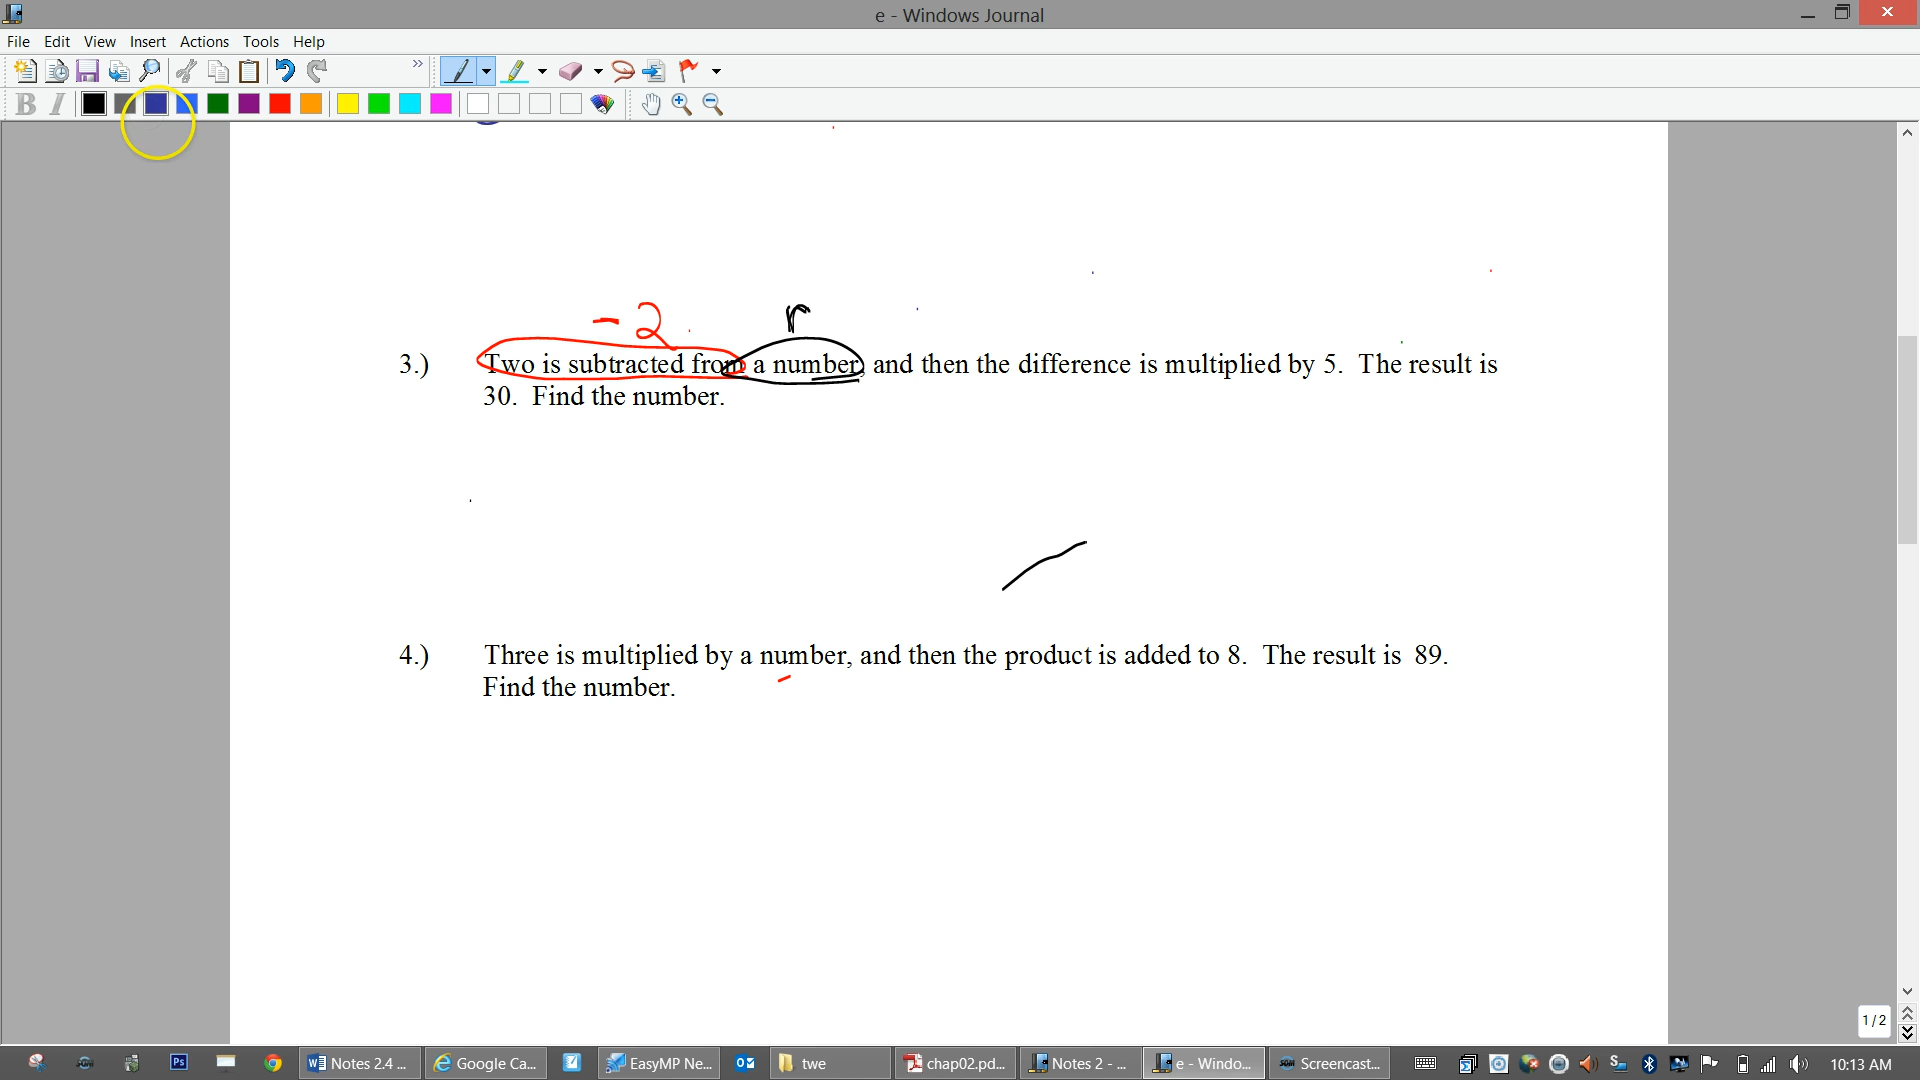 e - Windows Journal
File Edit View Insert Actions Tools Help
B I
- 2 r
3.) Two is subtracted from a number, and then the difference is multiplied by 5. The result is
30. Find the number.
4.) Three is multiplied by a number, and then the product is added to 8. The result is 89.
Find the number.
1/2
Ps Notes 2.4 ... Google Ca... EasyMP Ne... twe chap02.pd... Notes 2 - ... e - Windo... Screencast... 10:13 AM